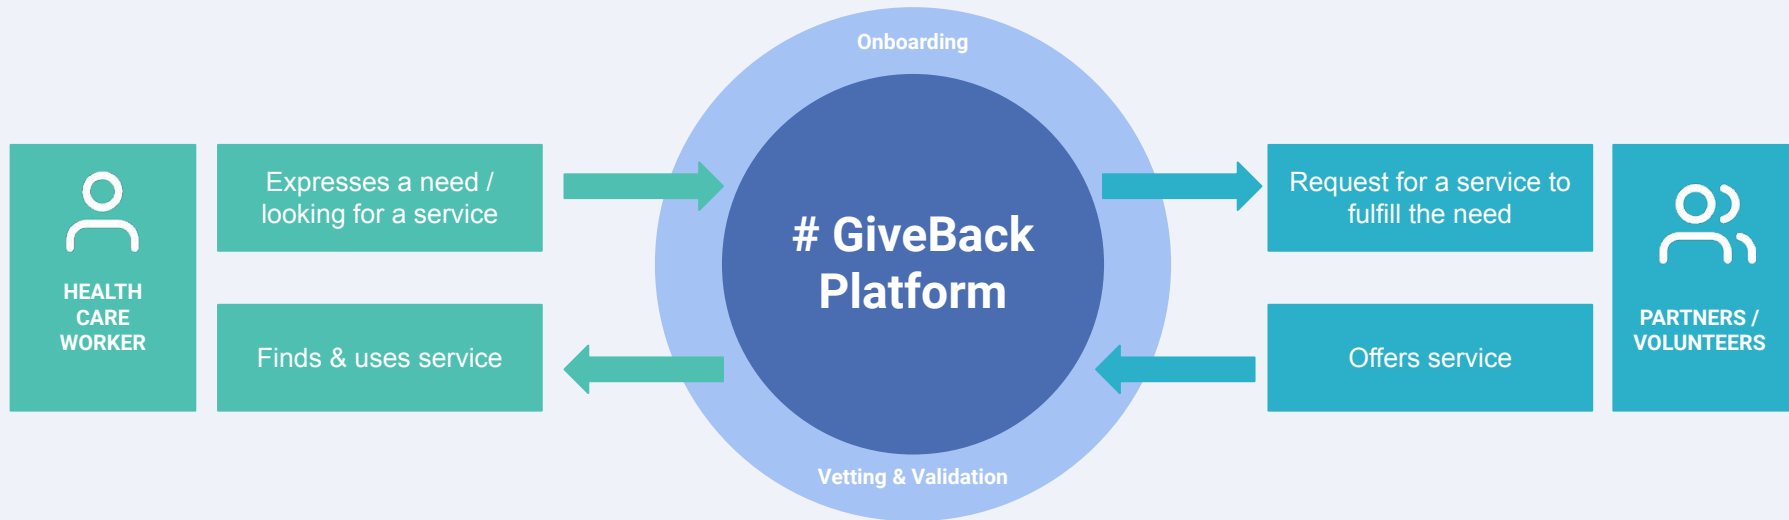 Onboarding
HEALTH
CARE
WORKER
Expresses a need /
looking for a service
Finds & uses service
# GiveBack
Platform
Vetting & Validation
Request for a service to
fulfill the need
Offers service
PARTNERS /
VOLUNTEERS